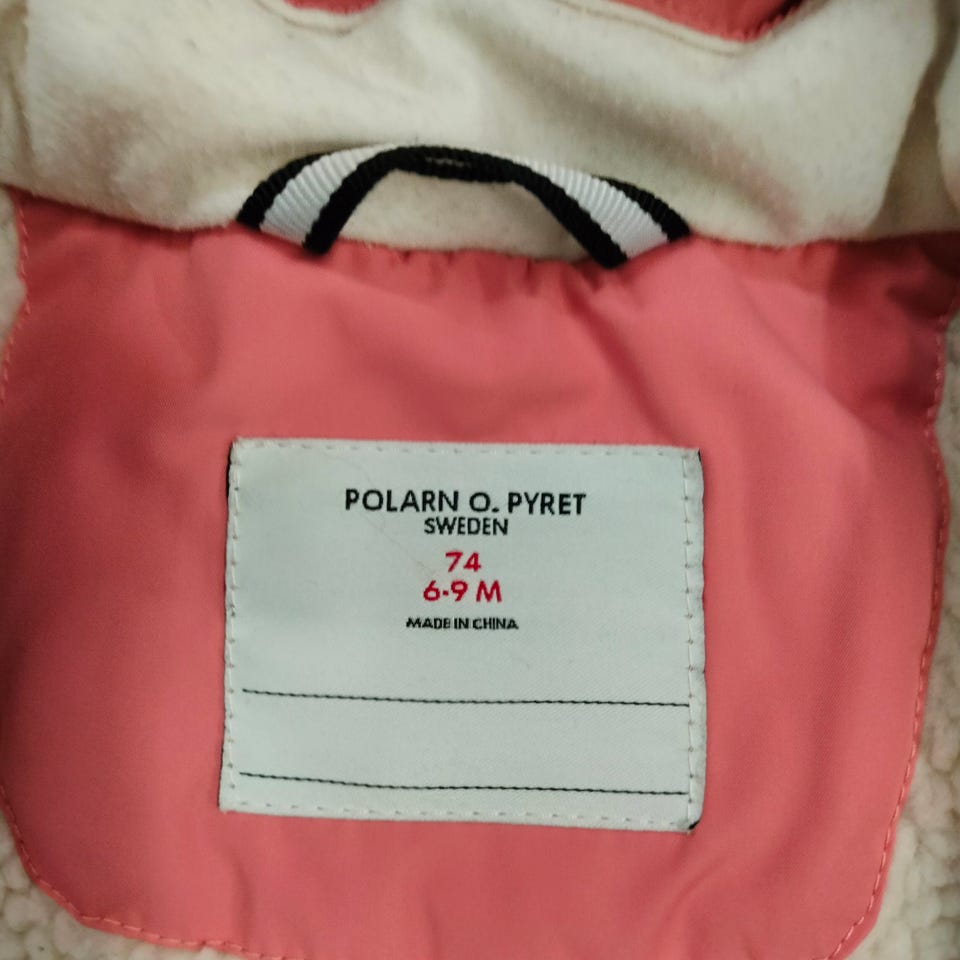 POLARN O. PYRET
SWEDEN
74
6-9 M
MADE IN CHINA